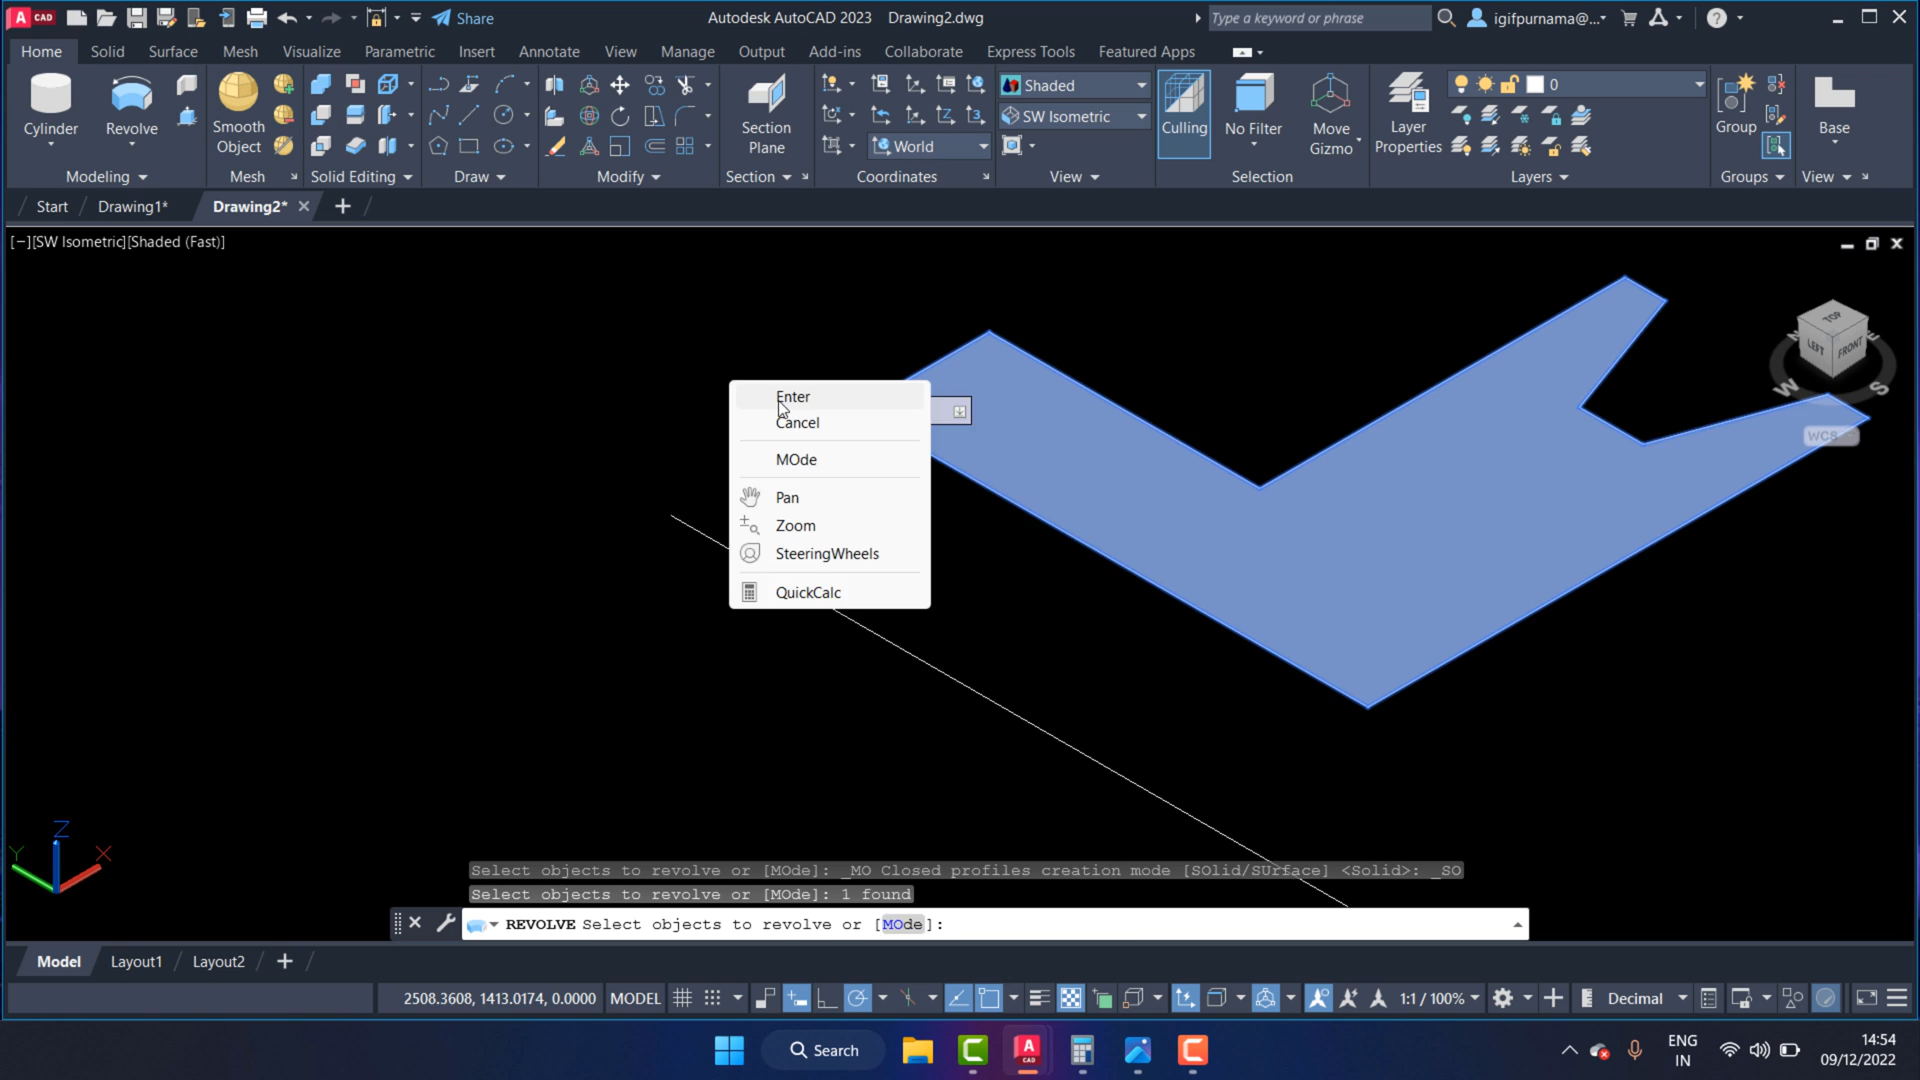 A CAD
Share
Autodesk AutoCAD 2023 Drawing2.dwg
Type a keyword or phrase
igifpurnama@...
Home Solid Surface Mesh Visualize Parametric Insert Annotate View Manage Output Add-ins Collaborate Express Tools Featured Apps
Cylinder
Revolve
Smooth Object
Section Plane
World
Shaded
SW Isometric
Culling
No Filter
Move Gizmo
Layer Properties
0
Group
Base
Modeling
Mesh
Solid Editing
Draw
Modify
Section
Coordinates
View
Selection
Layers
Groups
View
Start Drawing1* Drawing2*
[−][SW Isometric][Shaded (Fast)]
TOP
LEFT FRONT
N E
W S
WCS
Enter
Cancel
MOde
Pan
Zoom
SteeringWheels
QuickCalc
Z
Y X
Select objects to revolve or [MOde]: _MO Closed profiles creation mode [SOlid/SUrface] <Solid>: _SO
Select objects to revolve or [MOde]: 1 found
REVOLVE Select objects to revolve or [MOde]:
Model Layout1 Layout2
2508.3608, 1413.0174, 0.0000 MODEL 1:1 / 100% Decimal
Search
A CAD
ENG
IN
14:54
09/12/2022